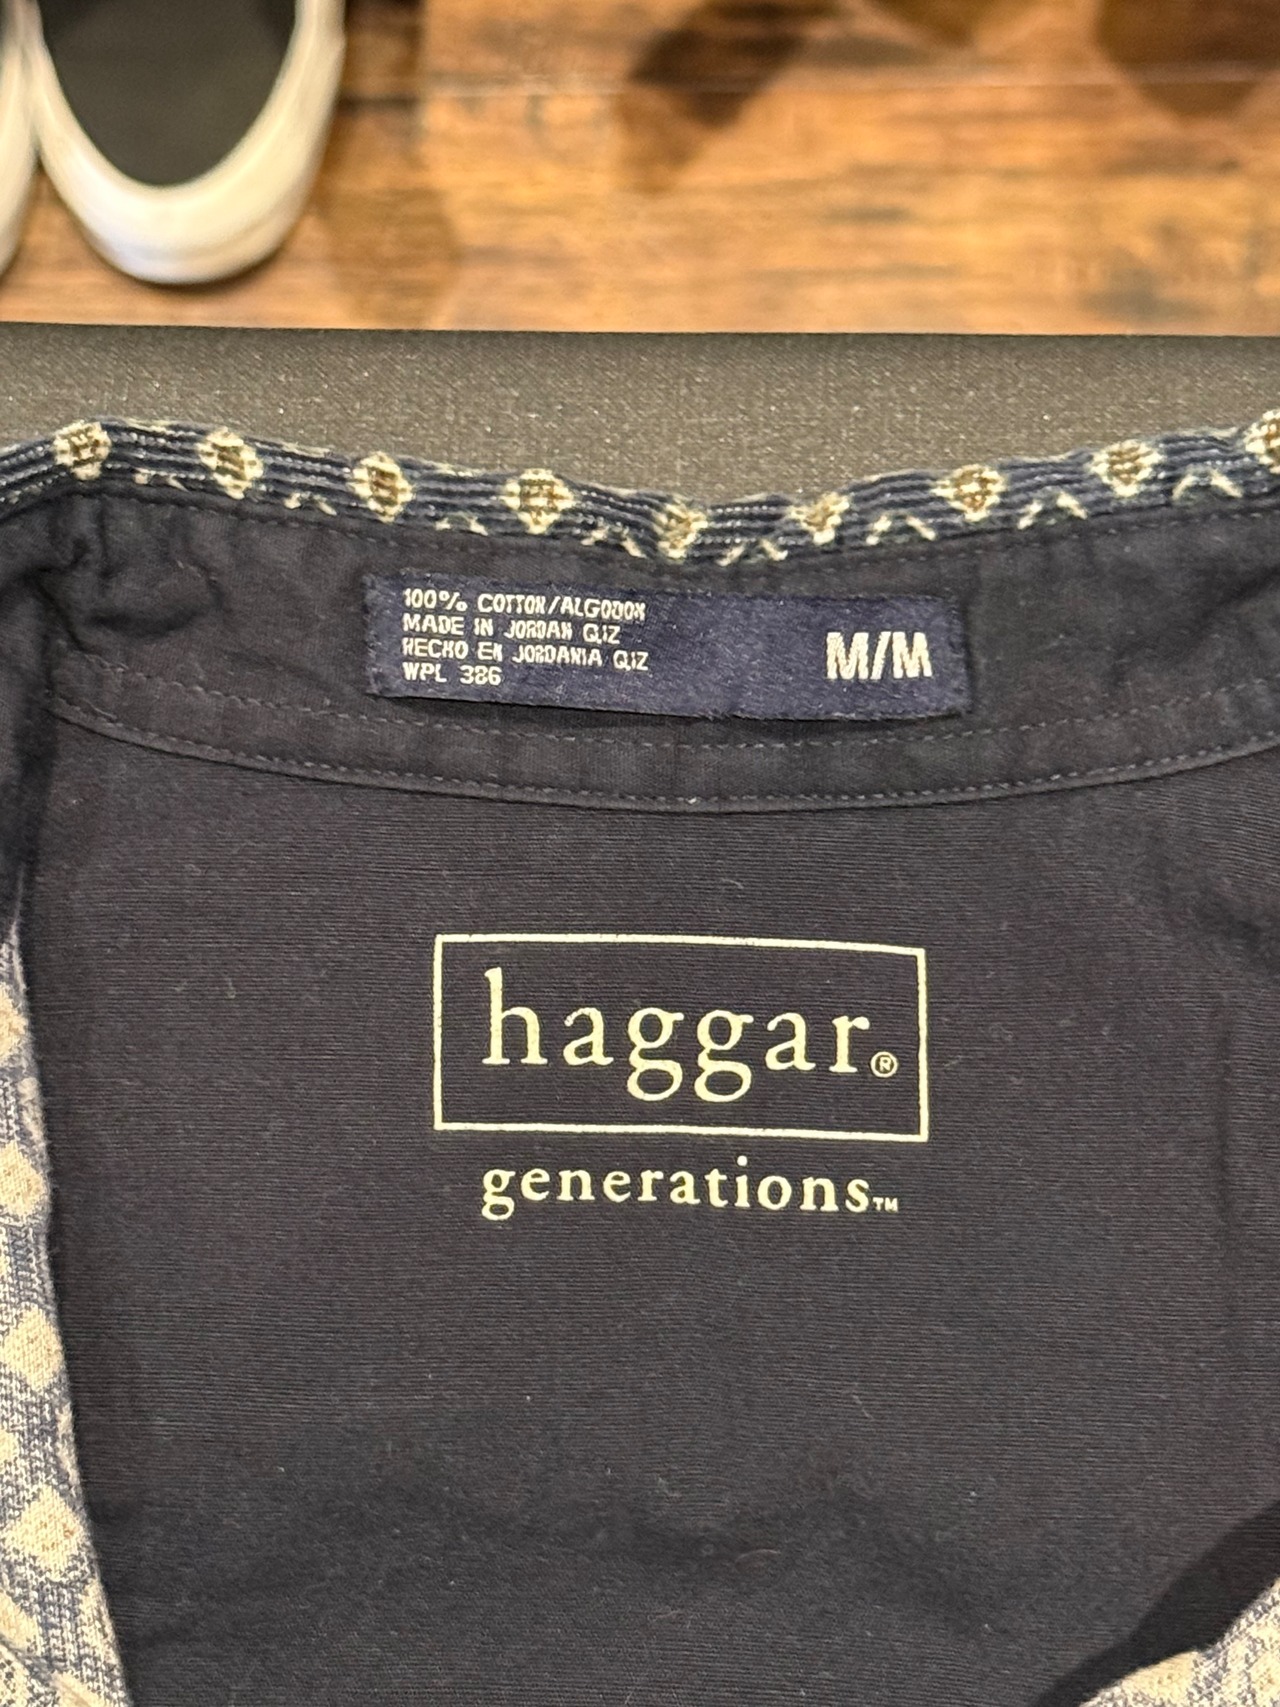 100% COTTON/ALGODON
MADE IN JORDAN QIZ
HECHO EN JORDANIA QIZ
WPL 386
M/M
haggar®
generations™